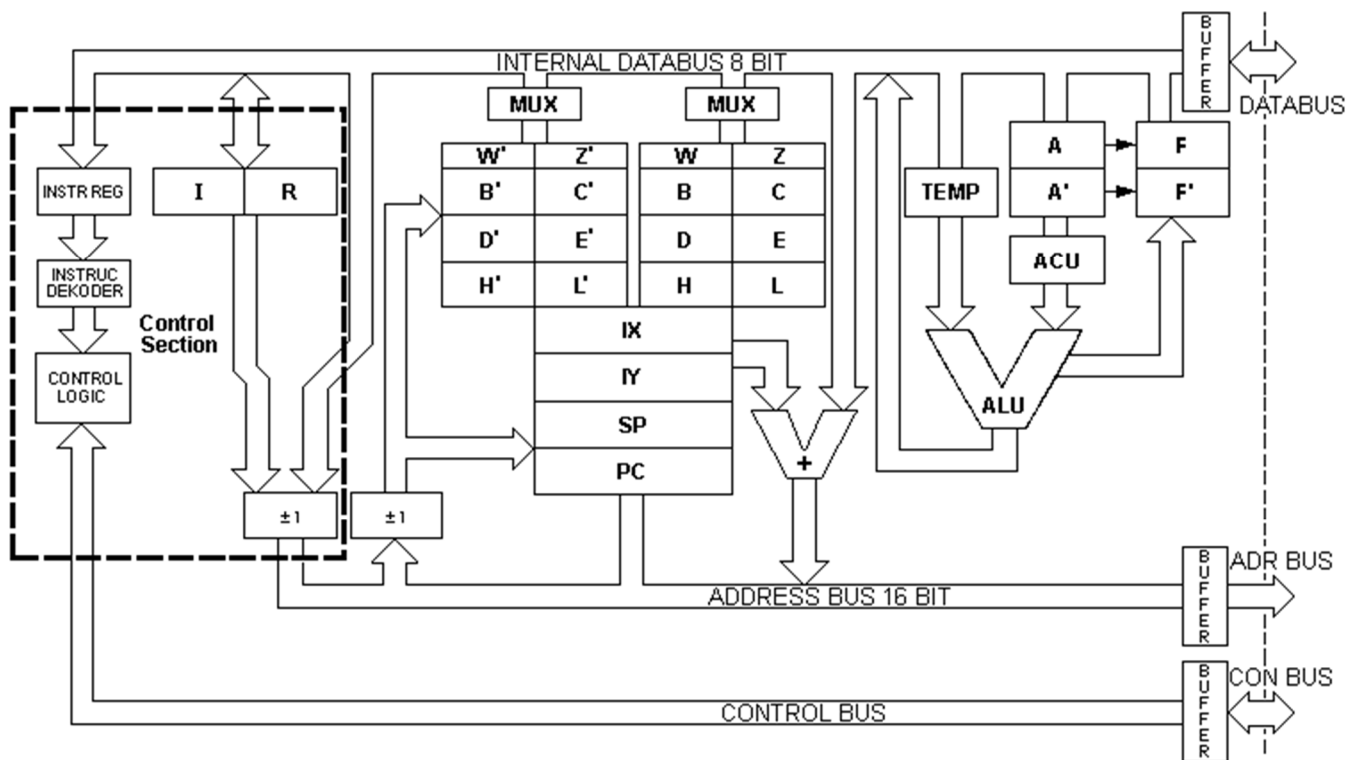 BUFFER
INTERNAL DATABUS 8 BIT
DATABUS
MUX
MUX
W' Z' W Z
B' C' B C
D' E' D E
H' L' H L
IX
IY
SP
PC
INSTR REG
I R
INSTRUC
DEKODER
Control
Section
CONTROL
LOGIC
±1
±1
+
TEMP
A F
A' F'
ACU
ALU
BUFFER
ADR BUS
ADDRESS BUS 16 BIT
BUFFER
CON BUS
CONTROL BUS